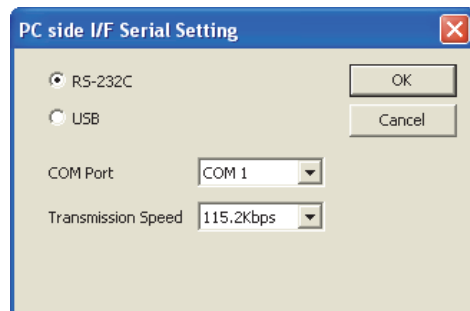 PC side I/F Serial Setting
RS-232C
OK
USB
Cancel
COM Port
COM 1
Transmission Speed
115.2Kbps